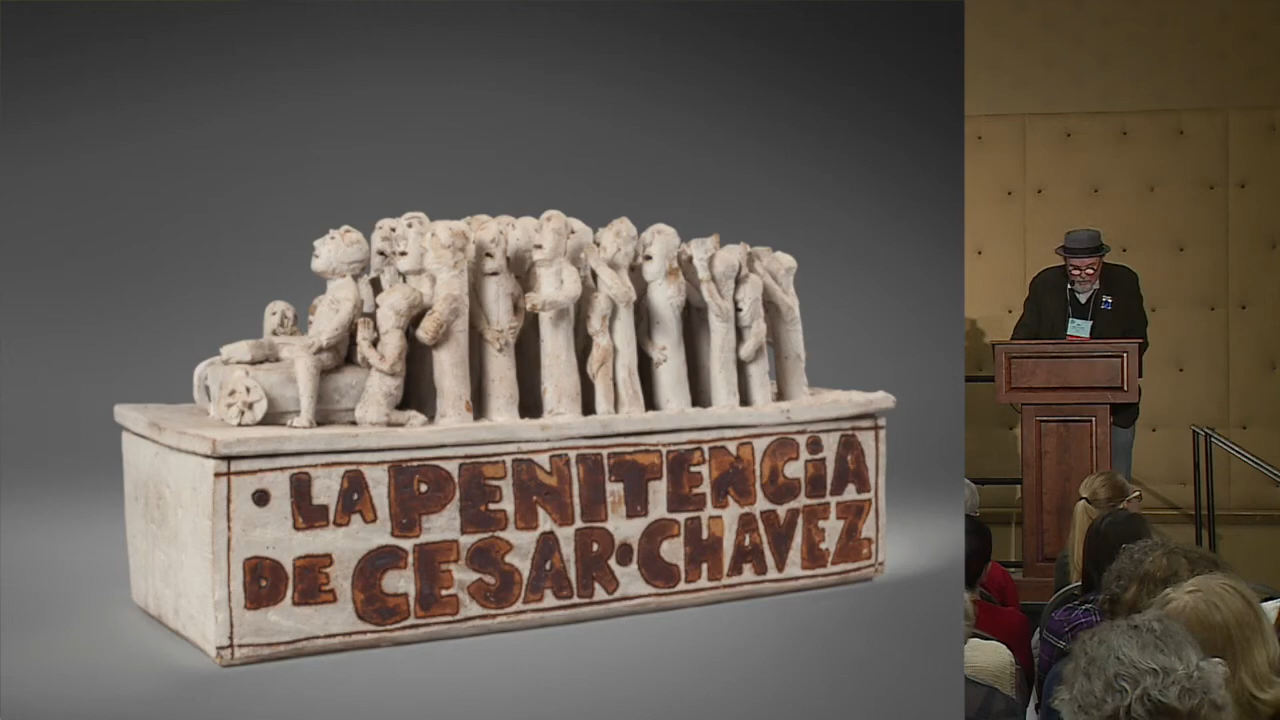 • LA PENITENCiA
DE CESAR • CHAVEZ